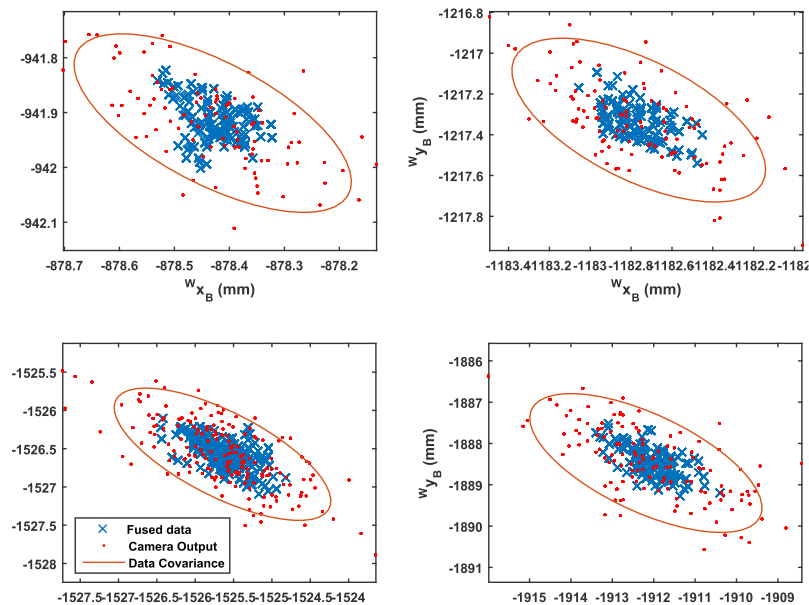 -941.8
-941.9
-942
-942.1
-878.7 -878.6 -878.5 -878.4 -878.3 -878.2
W x B (mm)
-1216.8
-1217
-1217.2
-1217.4
-1217.6
-1217.8
W y B (mm)
-1183.4 -1183.2 -1183 -1182.8 -1182.6 -1182.4 -1182.2 -1182
W x B (mm)
-1525.5
-1526
-1526.5
-1527
-1527.5
-1528
-1527.5 -1527 -1526.5 -1526 -1525.5 -1525 -1524.5 -1524
Fused data
Camera Output
Data Covariance
-1886
-1887
-1888
-1889
-1890
-1891
W y B (mm)
-1915 -1914 -1913 -1912 -1911 -1910 -1909